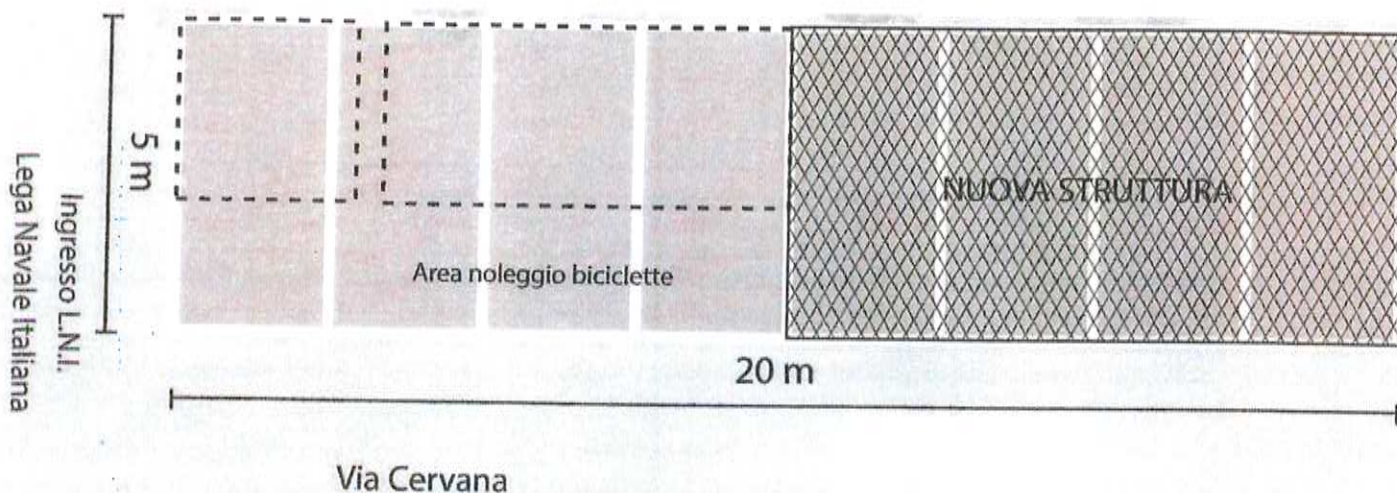 5 m
Ingresso L.N.I.
Lega Navale Italiana
NUOVA STRUTTURA
Area noleggio biciclette
20 m
Via Cervana